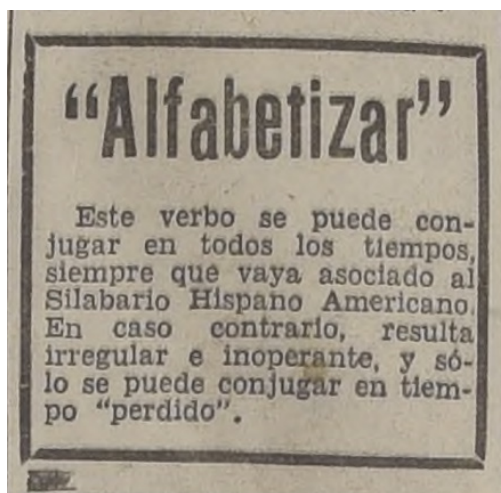 “Alfabetizar”
Este verbo se puede con-
jugar en todos los tiempos,
siempre que vaya asociado al
Silabario Hispano Americano.
En caso contrario, resulta
irregular e inoperante, y só-
lo se puede conjugar en tiem-
po “perdido”.